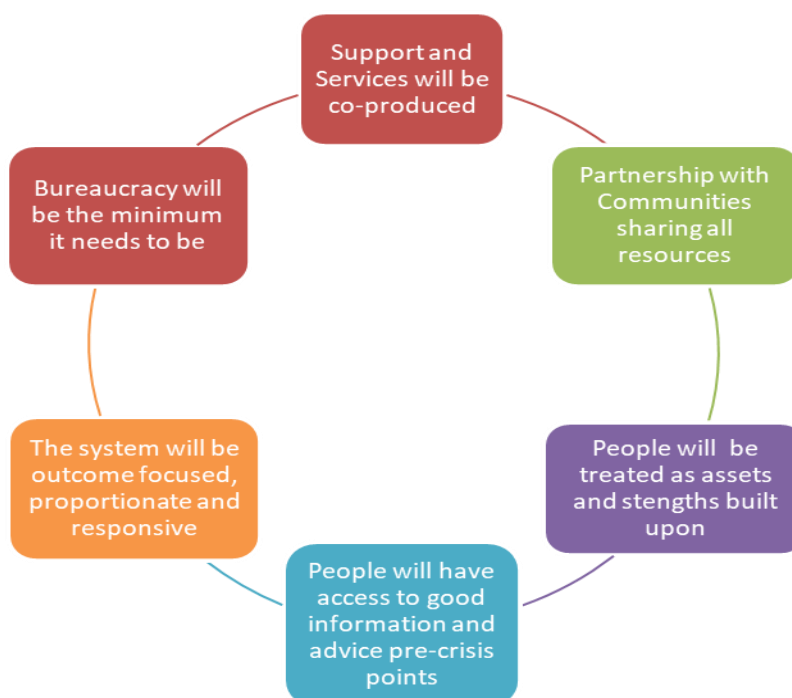 Support and
Services will be
co-produced
Partnership with
Communities
sharing all
resources
People will be
treated as assets
and stengths built
upon
People will have
access to good
information and
advice pre-crisis
points
The system will be
outcome focused,
proportionate and
responsive
Bureaucracy will
be the minimum
it needs to be